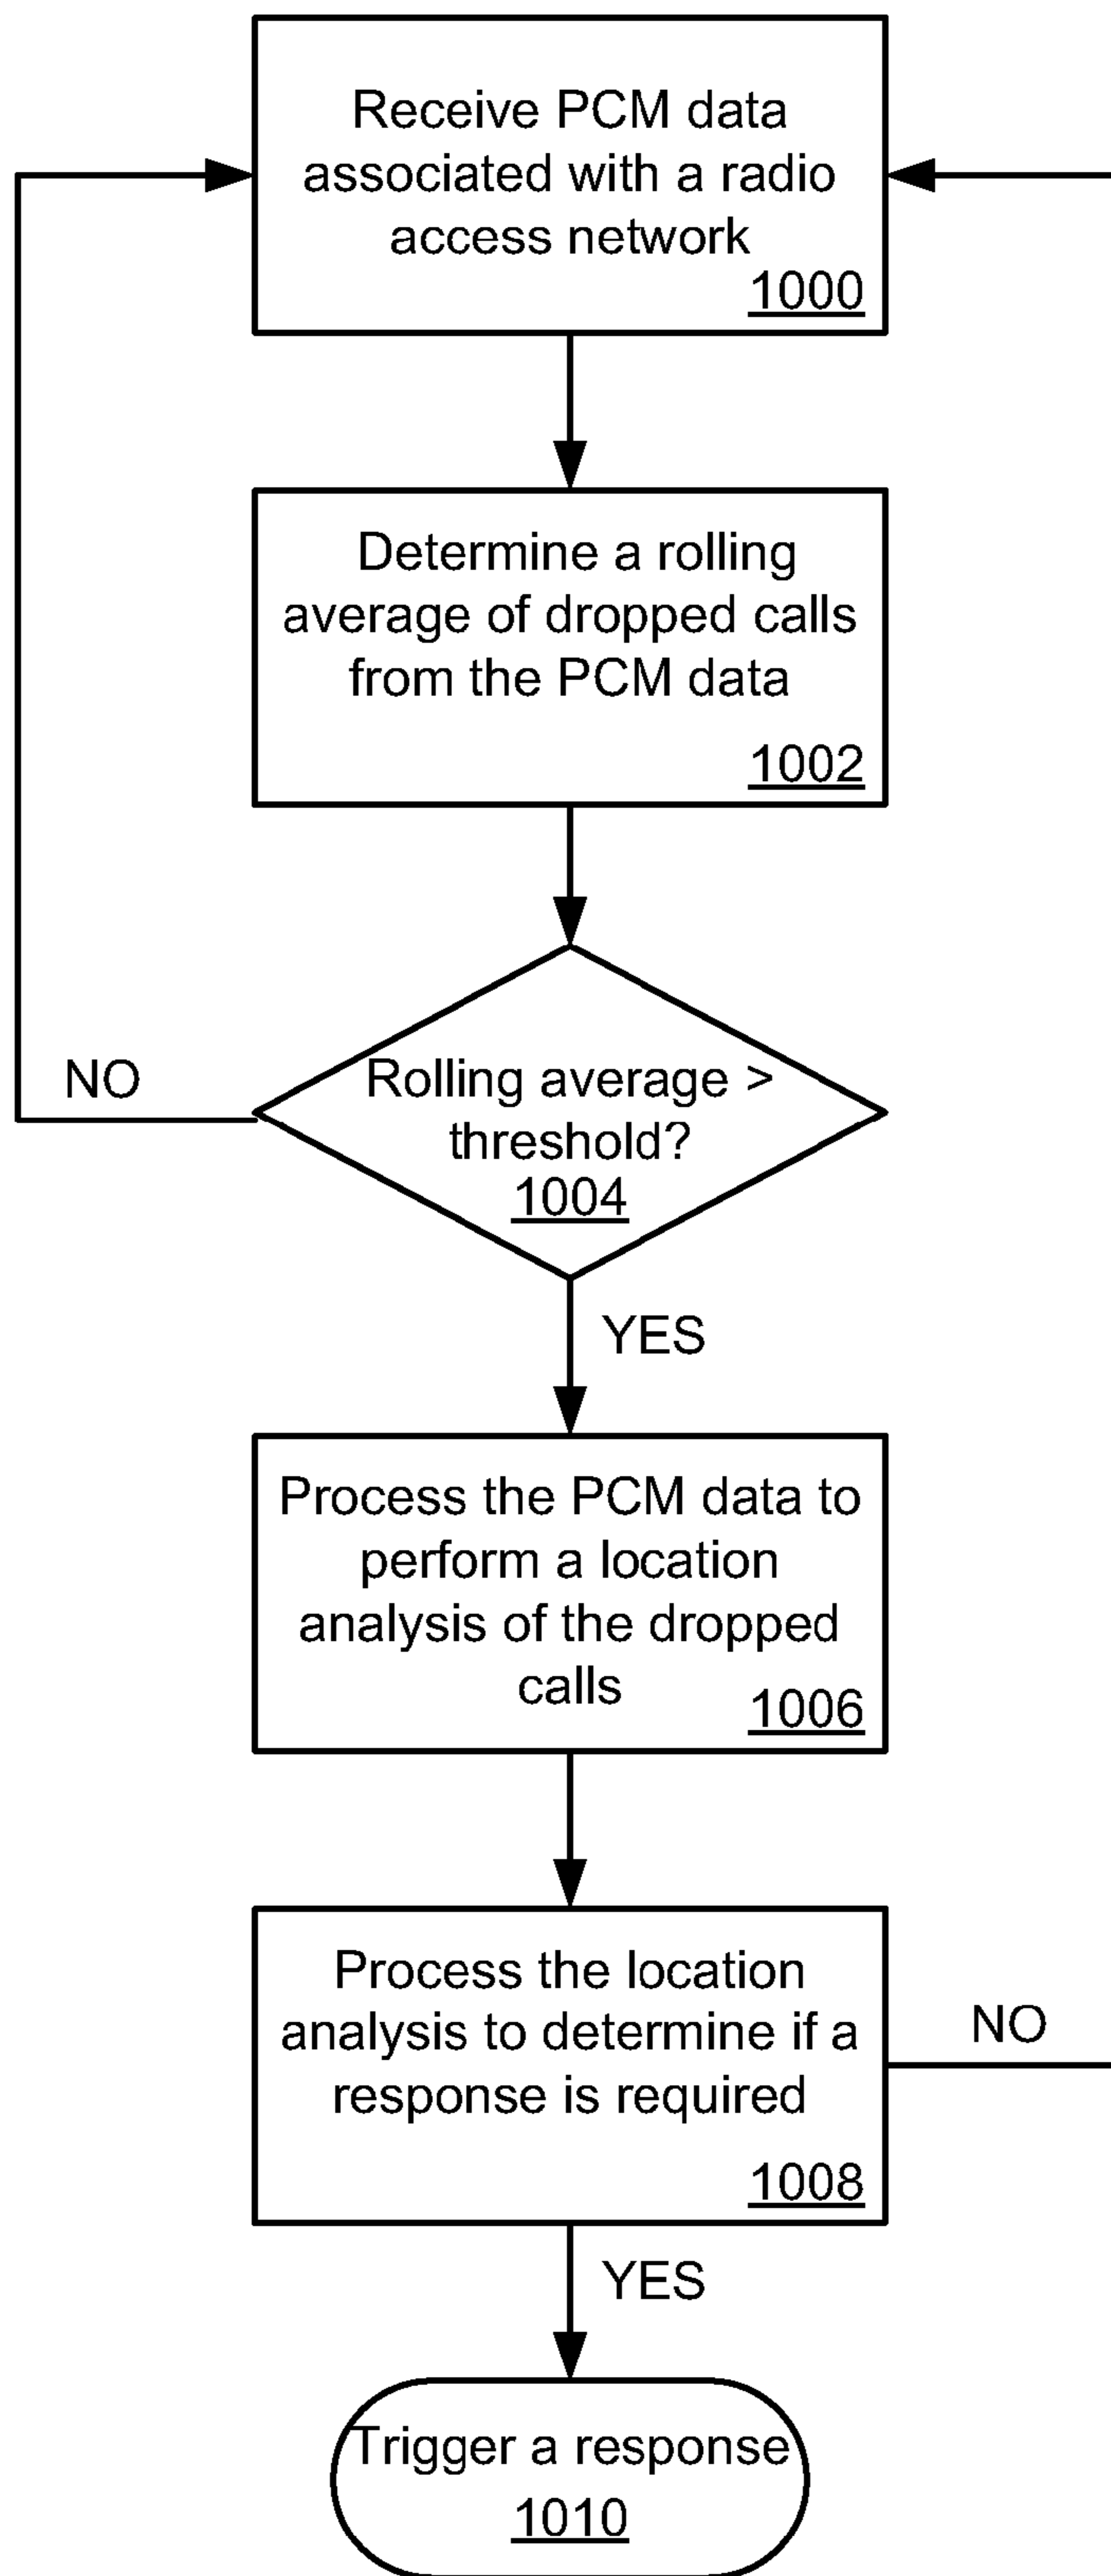 Receive PCM data
associated with a radio
access network
1000
Determine a rolling
average of dropped calls
from the PCM data
1002
NO
Rolling average >
threshold?
1004
YES
Process the PCM data to
perform a location
analysis of the dropped
calls
1006
Process the location
analysis to determine if a
response is required
1008
NO
YES
Trigger a response
1010